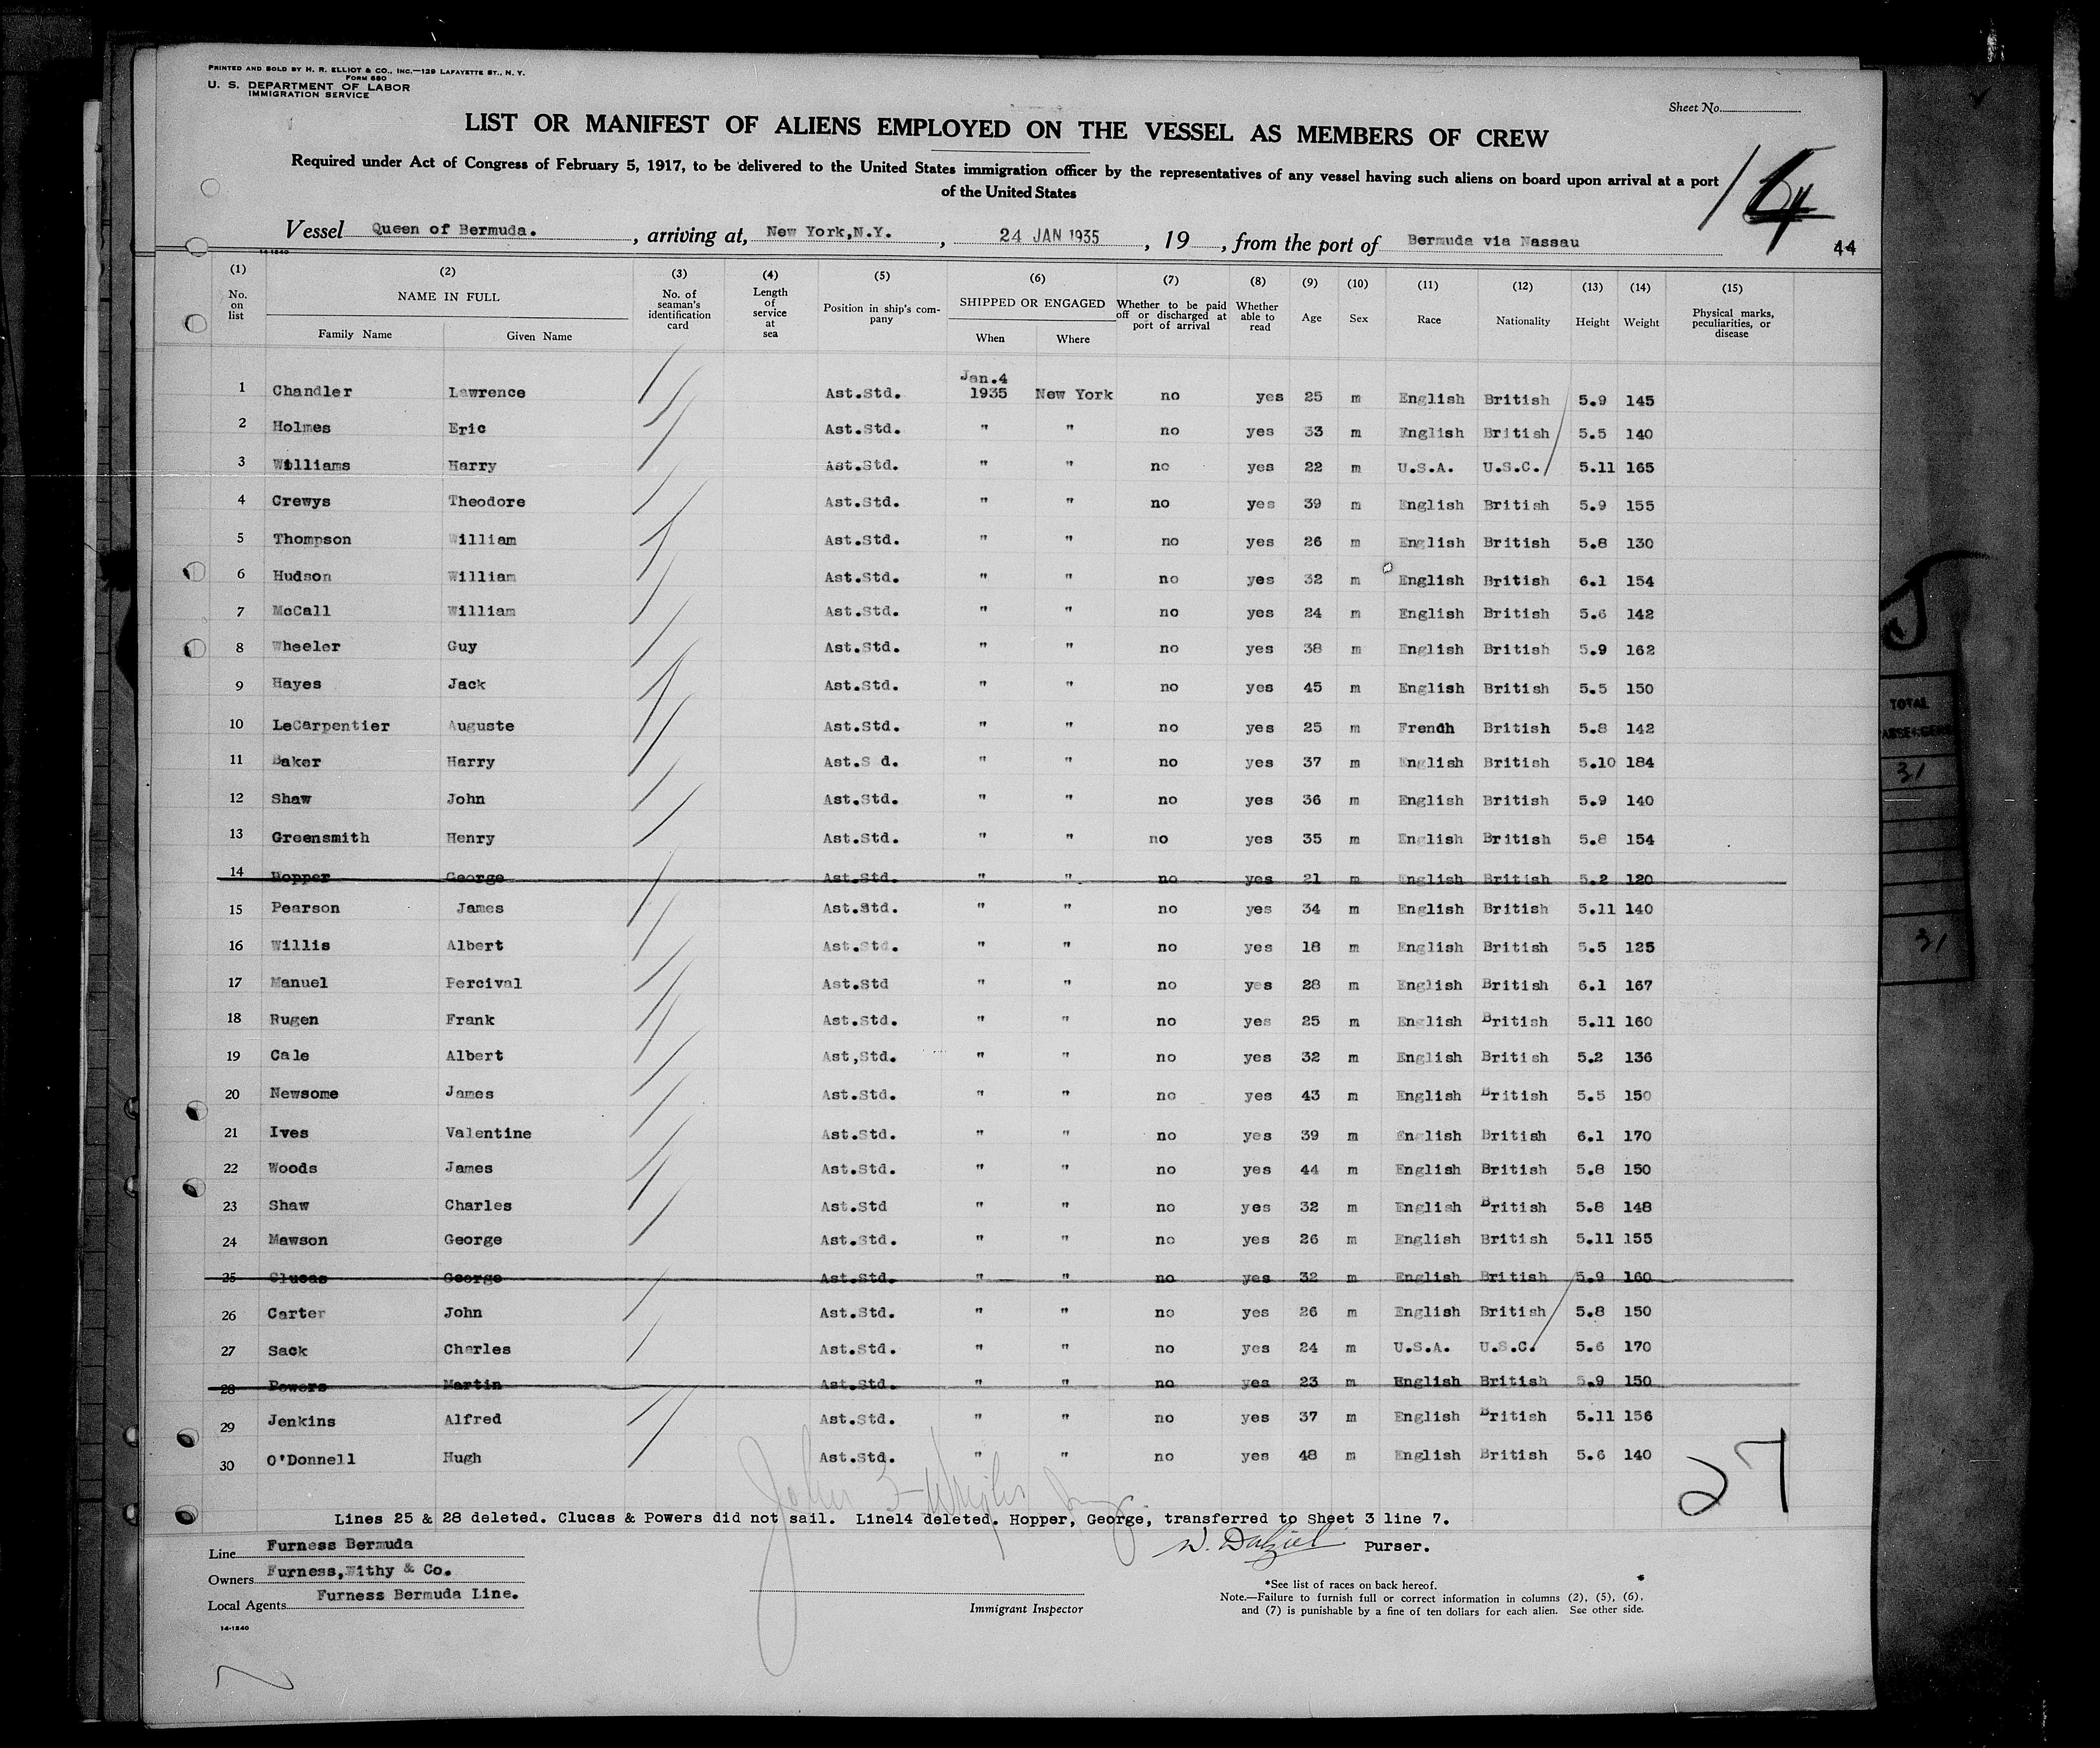 PRINTED AND SOLD BY H. R. ELLIOT & CO., INC.—129 LAFAYETTE ST., N. Y.
FORM 680
U. S. DEPARTMENT OF LABOR
IMMIGRATION SERVICE
Sheet No.
LIST OR MANIFEST OF ALIENS EMPLOYED ON THE VESSEL AS MEMBERS OF CREW
Required under Act of Congress of February 5, 1917, to be delivered to the United States immigration officer by the representatives of any vessel having such aliens on board upon arrival at a port
of the United States
Vessel Queen of Bermuda. , arriving at, New York,N.Y. , 24 JAN 1935 , 19 , from the port of Bermuda via Nassau
14-1240
44
(1) (2) (3) (4) (5) (6) (7) (8) (9) (10) (11) (12) (13) (14) (15)
No. on list NAME IN FULL Family Name Given Name No. of seaman's identification card Length of service at sea Position in ship's company SHIPPED OR ENGAGED When Where Whether to be paid off or discharged at port of arrival Whether able to read Age Sex Race Nationality Height Weight Physical marks, peculiarities, or disease
1 Chandler Lawrence Ast.Std. Jan.4 1935 New York no yes 25 m English British 5.9 145
2 Holmes Eric Ast.Std. " " no yes 33 m English British 5.5 140
3 Williams Harry Ast.Std. " " no yes 22 m U.S.A. U.S.C. 5.11 165
4 Crewys Theodore Ast.Std. " " no yes 39 m English British 5.9 155
5 Thompson William Ast.Std. " " no yes 26 m English British 5.8 130
6 Hudson William Ast.Std. " " no yes 32 m English British 6.1 154
7 McCall William Ast.Std. " " no yes 24 m English British 5.6 142
8 Wheeler Guy Ast.Std. " " no yes 38 m English British 5.9 162
9 Hayes Jack Ast.Std. " " no yes 45 m English British 5.5 150
10 LeCarpentier Auguste Ast.Std. " " no yes 25 m Frendh British 5.8 142
11 Baker Harry Ast.S d. " " no yes 37 m English British 5.10 184
12 Shaw John Ast.Std. " " no yes 36 m English British 5.9 140
13 Greensmith Henry Ast.Std. " " no yes 35 m English British 5.8 154
14 Hopper George Ast.Std. " " no yes 21 m English British 5.2 120
15 Pearson James Ast.Std. " " no yes 34 m English British 5.11 140
16 Willis Albert Ast.Std. " " no yes 18 m English British 5.5 125
17 Manuel Percival Ast.Std " " no yes 28 m English British 6.1 167
18 Rugen Frank Ast.Std. " " no yes 25 m English British 5.11 160
19 Cale Albert Ast,Std. " " no yes 32 m English British 5.2 136
20 Newsome James Ast.Std. " " no yes 43 m English British 5.5 150
21 Ives Valentine Ast.Std. " " no yes 39 m English British 6.1 170
22 Woods James Ast.Std. " " no yes 44 m English British 5.8 150
23 Shaw Charles Ast.Std " " no yes 32 m English British 5.8 148
24 Mawson George Ast.Std. " " no yes 26 m English British 5.11 155
25 Clucas George Ast.Std. " " no yes 32 m English British 5.9 160
26 Carter John Ast.Std. " " no yes 26 m English British 5.8 150
27 Sack Charles Ast.Std. " " no yes 24 m U.S.A. U.S.C. 5.6 170
28 Powers Martin Ast.Std. " " no yes 23 m English British 5.9 150
29 Jenkins Alfred Ast.Std. " " no yes 37 m English British 5.11 156
30 O'Donnell Hugh Ast.Std. " " no yes 48 m English British 5.6 140
27
Lines 25 & 28 deleted. Clucas & Powers did not sail. Line14 deleted. Hopper, George, transferred to Sheet 3 line 7.
Purser.
Line Furness Bermuda
Owners Furness,Withy & Co.
Local Agents Furness Bermuda Line.
14-1240
Immigrant Inspector
*See list of races on back hereof.
Note.—Failure to furnish full or correct information in columns (2), (5), (6),
and (7) is punishable by a fine of ten dollars for each alien. See other side.
TOTAL
31
31